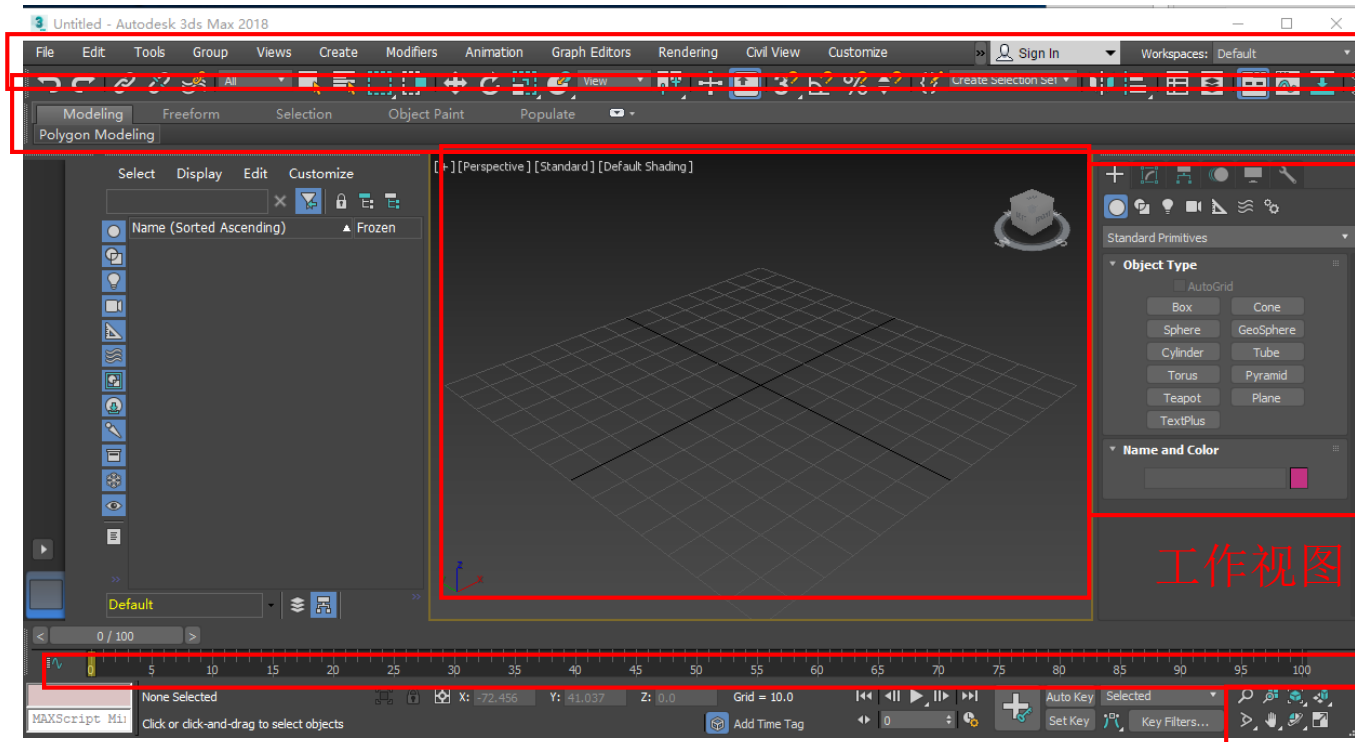 Untitled - Autodesk 3ds Max 2018
File Edit Tools Group Views Create Modifiers Animation Graph Editors Rendering Civil View Customize » Sign In Workspaces: Default
All View Create Selection Set
Modeling Freeform Selection Object Paint Populate
Polygon Modeling
Select Display Edit Customize
Name (Sorted Ascending) Frozen
Default
[+] [Perspective] [Standard] [Default Shading]
z
x
Standard Primitives
Object Type
AutoGrid
Box Cone
Sphere GeoSphere
Cylinder Tube
Torus Pyramid
Teapot Plane
TextPlus
Name and Color
工作视图
< 0 / 100 >
0 5 10 15 20 25 30 35 40 45 50 55 60 65 70 75 80 85 90 95 100
None Selected X: -72.456 Y: 41.037 Z: 0.0 Grid = 10.0 Auto Key Selected
MAXScript Mi Click or click-and-drag to select objects Add Time Tag 0 Set Key Key Filters...